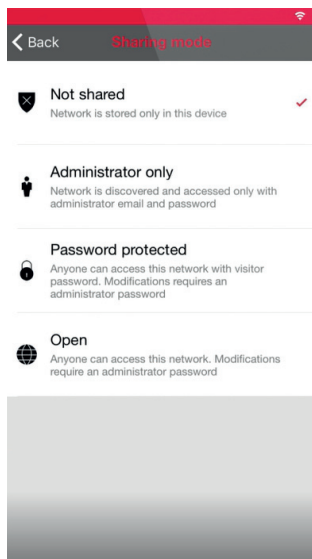 Back
Sharing mode
Not shared
Network is stored only in this device
Administrator only
Network is discovered and accessed only with
administrator email and password
Password protected
Anyone can access this network with visitor
password. Modifications requires an
administrator password
Open
Anyone can access this network. Modifications
require an administrator password